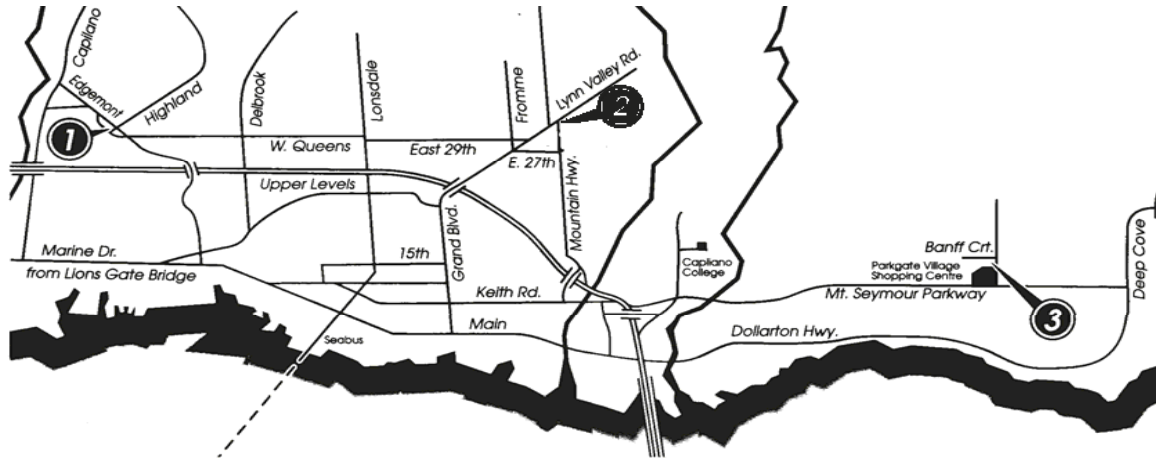 Capilano
Edgemont
Highland
Delbrook
Lonsdale
Fromme
Lynn Valley Rd.
1
2
W. Queens
East 29th
E. 27th
Upper Levels
Mountain Hwy.
Grand Blvd.
Marine Dr.
from Lions Gate Bridge
15th
Capliano
College
Banff Crt.
Parkgate Village
Shopping Centre
Deep Cove
Keith Rd.
Mt. Seymour Parkway
3
Main
Dollarton Hwy.
Seabus